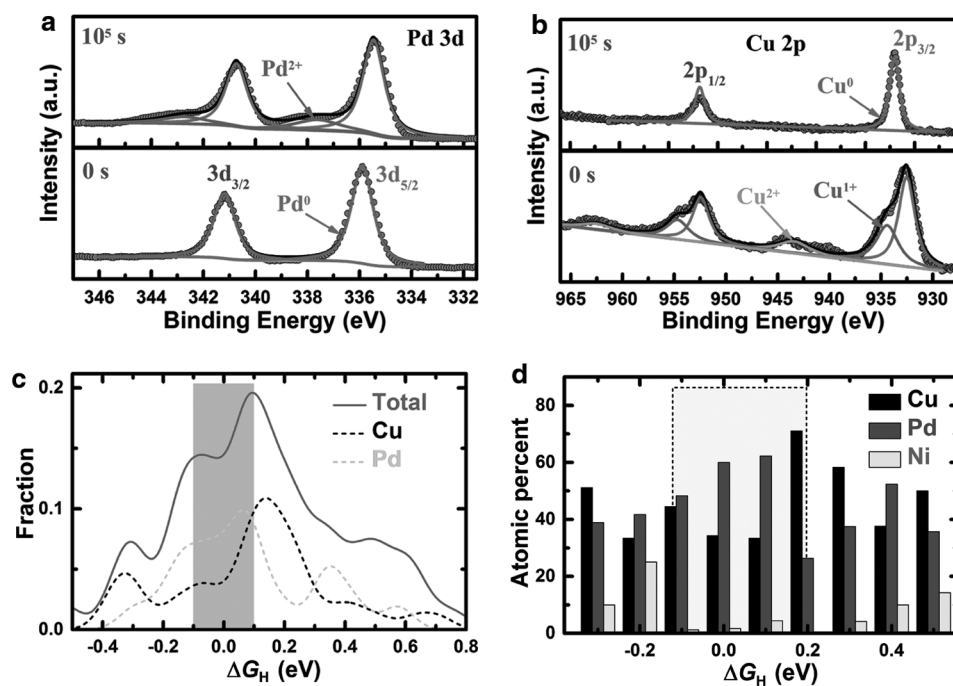 a
10⁵ s
Pd 3d
Pd²⁺
0 s
3d₃/₂
3d₅/₂
Pd⁰
Intensity (a.u.)
346 344 342 340 338 336 334 332
Binding Energy (eV)
b
10⁵ s
Cu 2p
2p₃/₂
2p₁/₂
Cu⁰
0 s
Cu²⁺
Cu¹⁺
Intensity (a.u.)
965 960 955 950 945 940 935 930
Binding Energy (eV)
c
0.2
0.1
0.0
Fraction
Total
Cu
Pd
-0.4 -0.2 0.0 0.2 0.4 0.6 0.8
ΔG_H (eV)
d
80
60
40
20
0
Atomic percent
Cu
Pd
Ni
-0.2 0.0 0.2 0.4
ΔG_H (eV)